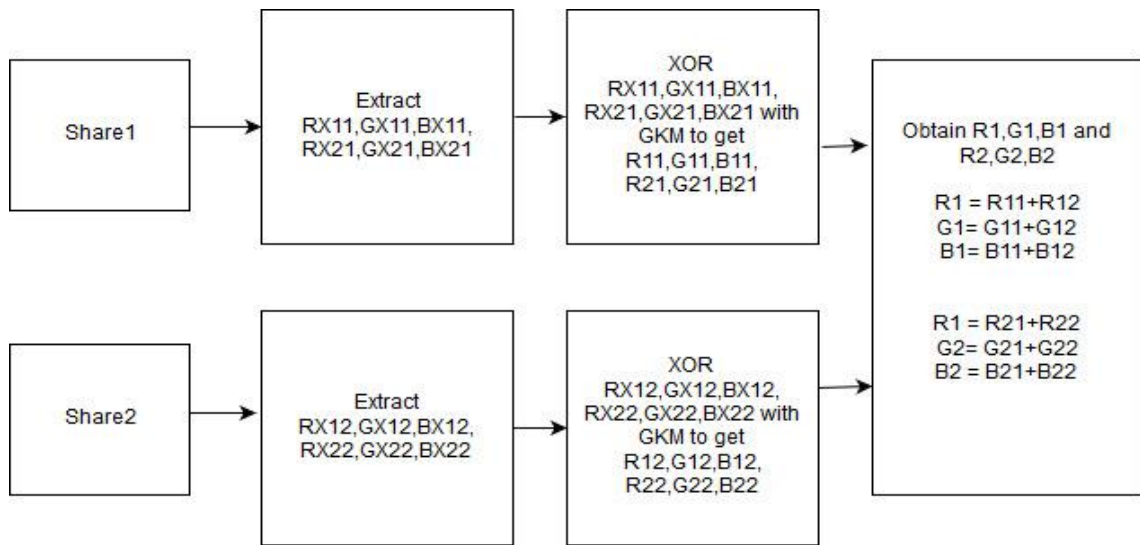 Share1
Extract
RX11,GX11,BX11,
RX21,GX21,BX21
XOR
RX11,GX11,BX11,
RX21,GX21,BX21 with
GKM to get
R11,G11,B11,
R21,G21,B21
Share2
Extract
RX12,GX12,BX12,
RX22,GX22,BX22
XOR
RX12,GX12,BX12,
RX22,GX22,BX22 with
GKM to get
R12,G12,B12,
R22,G22,B22
Obtain R1,G1,B1 and
R2,G2,B2
R1 = R11+R12
G1= G11+G12
B1= B11+B12
R1 = R21+R22
G2= G21+G22
B2 = B21+B22